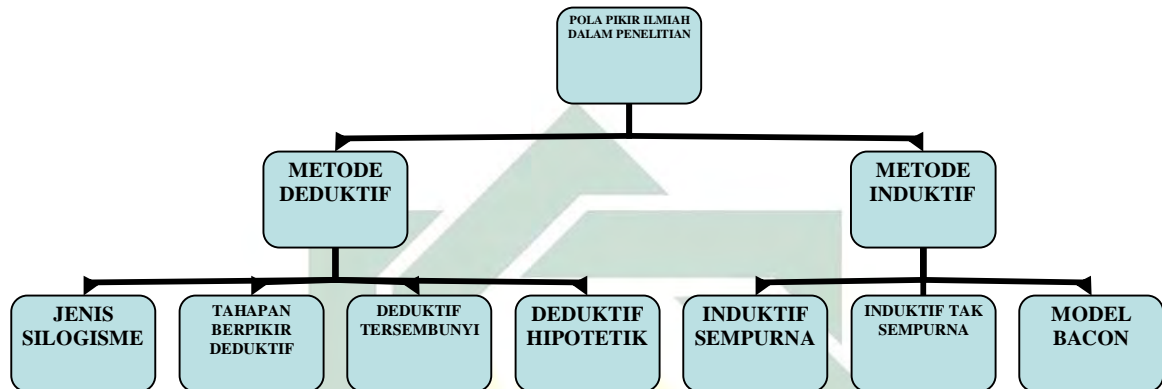 POLA PIKIR ILMIAH
DALAM PENELITIAN
METODE
DEDUKTIF
METODE
INDUKTIF
JENIS
SILOGISME
TAHAPAN
BERPIKIR
DEDUKTIF
DEDUKTIF
TERSEMBUNYI
DEDUKTIF
HIPOTETIK
INDUKTIF
SEMPURNA
INDUKTIF TAK
SEMPURNA
MODEL
BACON